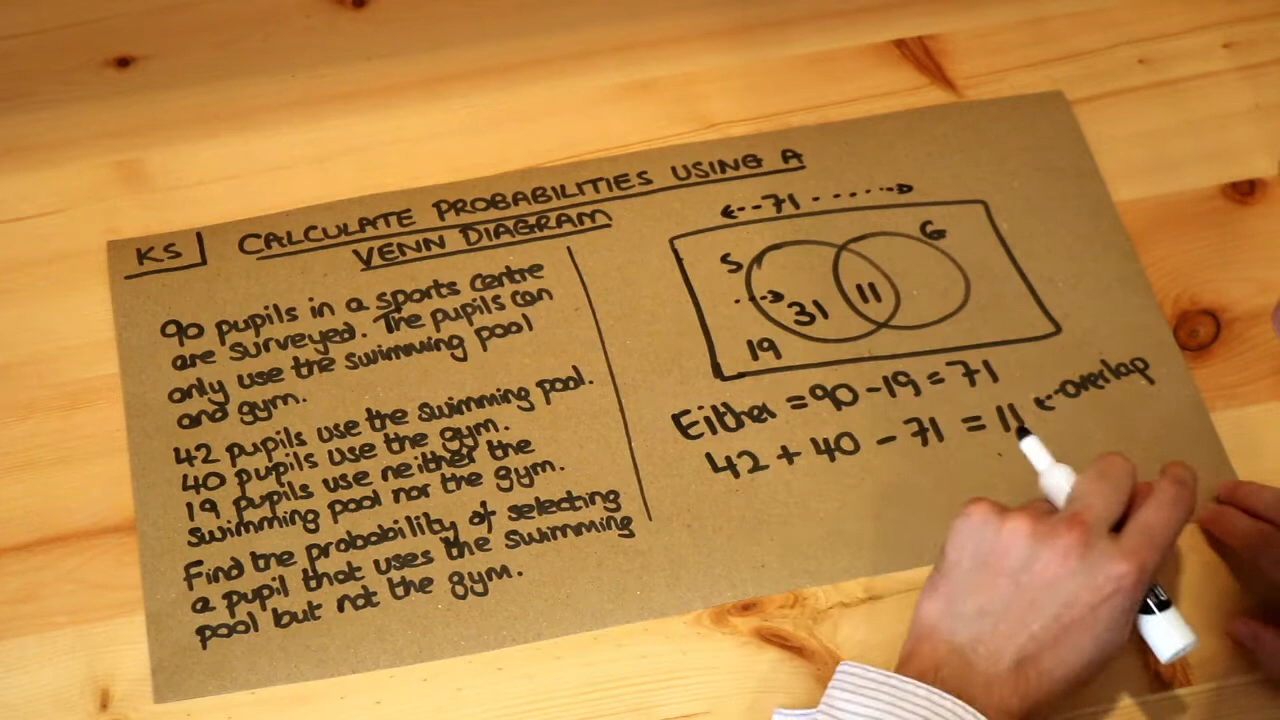 KS
CALCULATE PROBABILITIES USING A
VENN DIAGRAM
90 pupils in a sports centre
are surveyed. The pupils can
only use the swimming pool
and gym.
42 pupils use the swimming pool.
40 pupils use the gym.
19 pupils use neither the
swimming pool nor the gym.
Find the probability of selecting
a pupil that uses the swimming
pool but not the gym.
71
S
G
31
11
19
Either = 90 - 19 = 71
42 + 40 - 71 = 11 overlap